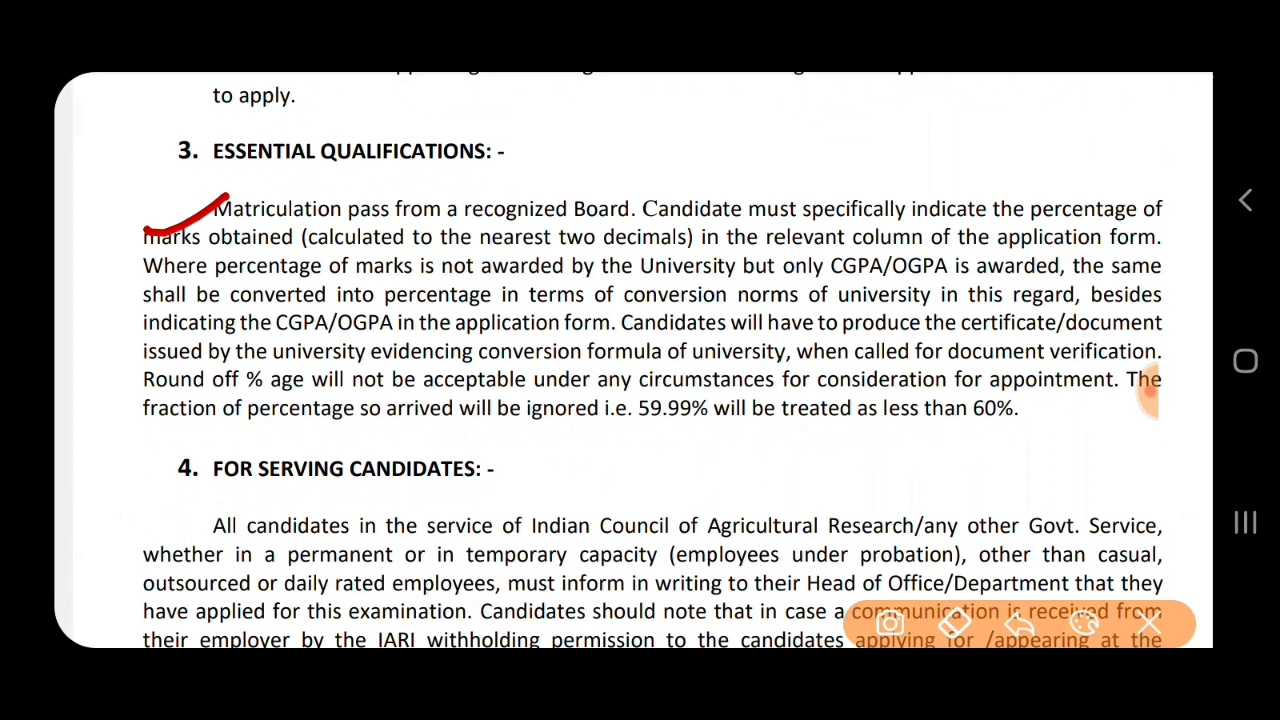 to apply.
3. ESSENTIAL QUALIFICATIONS: -
Matriculation pass from a recognized Board. Candidate must specifically indicate the percentage of
marks obtained (calculated to the nearest two decimals) in the relevant column of the application form.
Where percentage of marks is not awarded by the University but only CGPA/OGPA is awarded, the same
shall be converted into percentage in terms of conversion norms of university in this regard, besides
indicating the CGPA/OGPA in the application form. Candidates will have to produce the certificate/document
issued by the university evidencing conversion formula of university, when called for document verification.
Round off % age will not be acceptable under any circumstances for consideration for appointment. The
fraction of percentage so arrived will be ignored i.e. 59.99% will be treated as less than 60%.
4. FOR SERVING CANDIDATES: -
All candidates in the service of Indian Council of Agricultural Research/any other Govt. Service,
whether in a permanent or in temporary capacity (employees under probation), other than casual,
outsourced or daily rated employees, must inform in writing to their Head of Office/Department that they
have applied for this examination. Candidates should note that in case a communication is received from
their employer by the IARI withholding permission to the candidates applying for /appearing at the